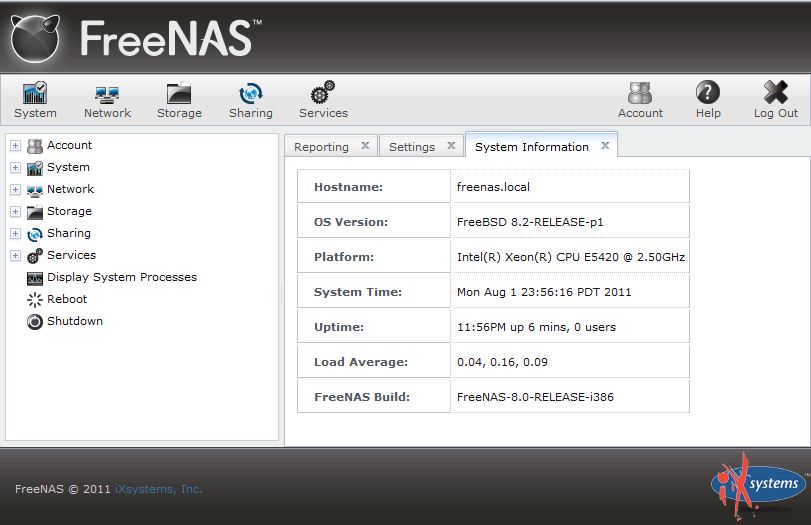 FreeNAS™
System Network Storage Sharing Services Account Help Log Out
Account
System
Network
Storage
Sharing
Services
Display System Processes
Reboot
Shutdown
Reporting Settings System Information
Hostname: freenas.local
OS Version: FreeBSD 8.2-RELEASE-p1
Platform: Intel(R) Xeon(R) CPU E5420 @ 2.50GHz
System Time: Mon Aug 1 23:56:16 PDT 2011
Uptime: 11:56PM up 6 mins, 0 users
Load Average: 0.04, 0.16, 0.09
FreeNAS Build: FreeNAS-8.0-RELEASE-i386
FreeNAS © 2011 iXsystems, Inc.
iXsystems™